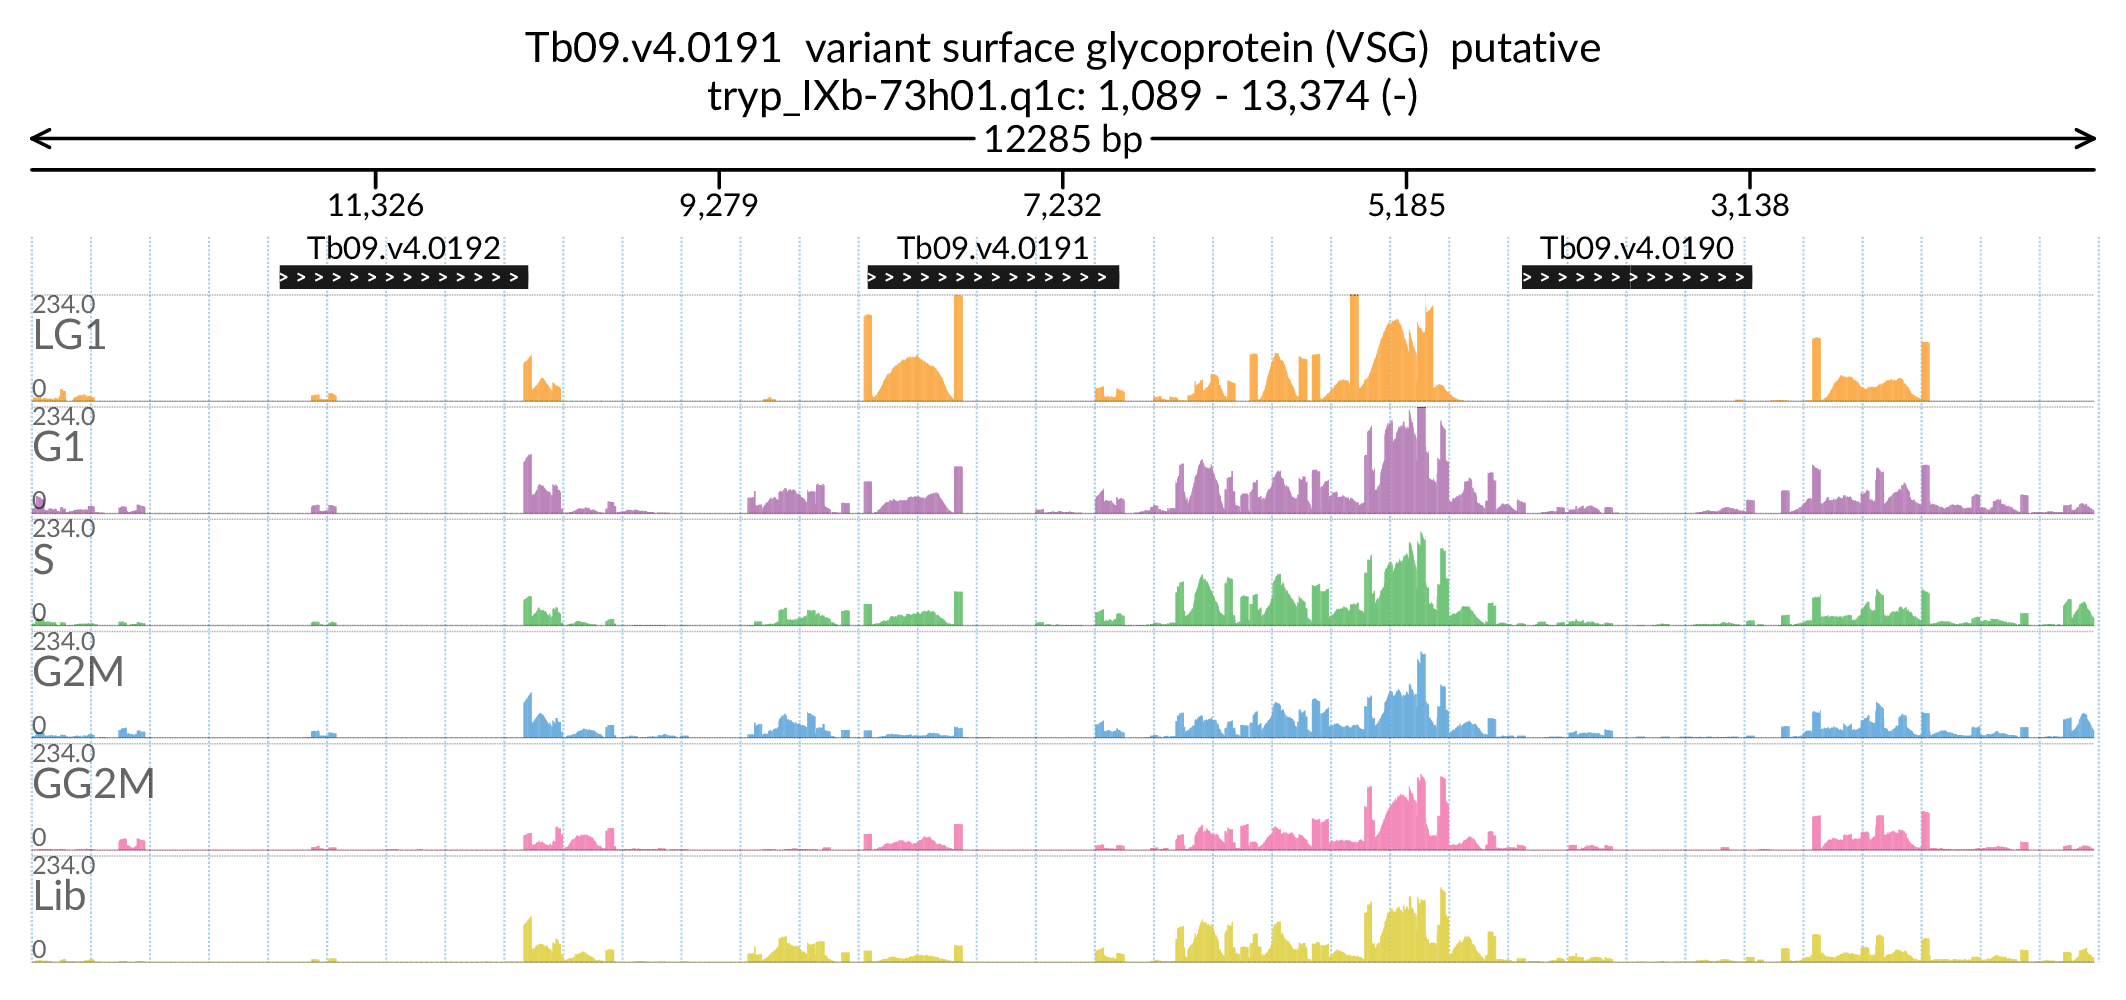 Tb09.v4.0191 variant surface glycoprotein (VSG) putative
tryp_IXb-73h01.q1c: 1,089 - 13,374 (-)
12285 bp
11,326 9,279 7,232 5,185 3,138
Tb09.v4.0192 Tb09.v4.0191 Tb09.v4.0190
234.0
LG1
0
234.0
G1
0
234.0
S
0
234.0
G2M
0
234.0
GG2M
0
234.0
Lib
0